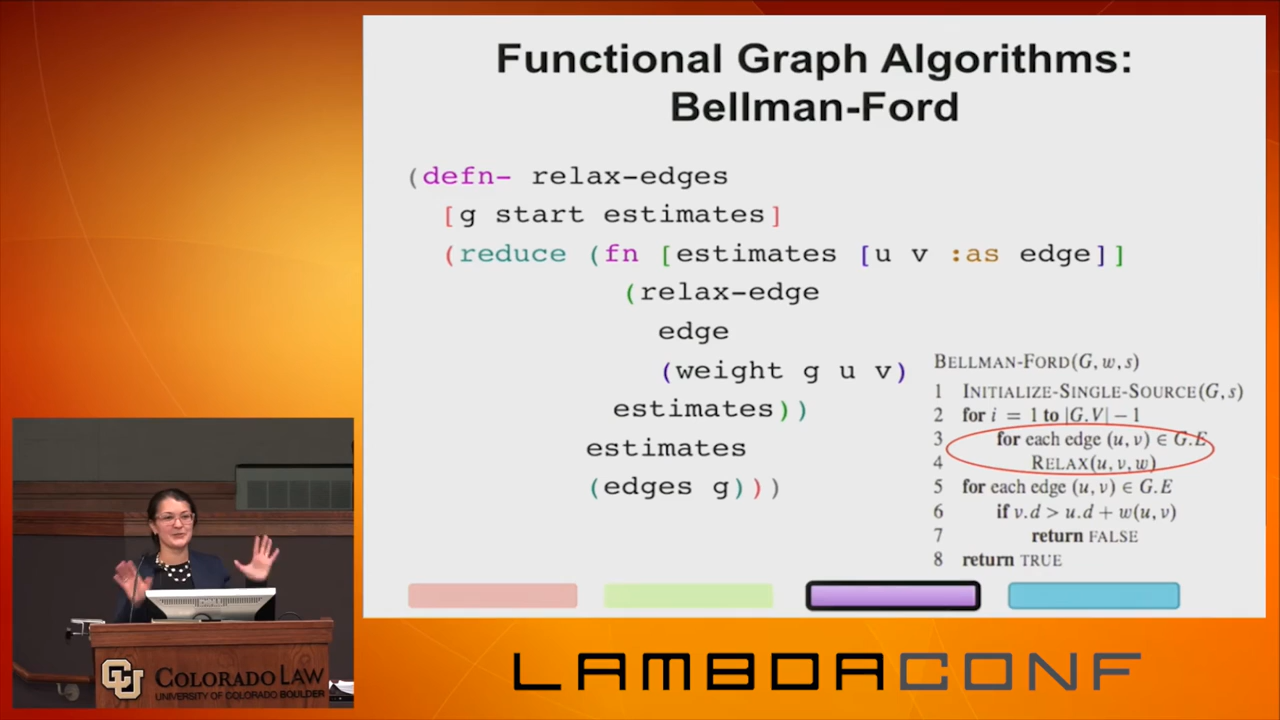 Functional Graph Algorithms:
Bellman-Ford
(defn- relax-edges
[g start estimates]
(reduce (fn [estimates [u v :as edge]]
(relax-edge
edge
(weight g u v)
estimates))
estimates
(edges g)))
BELLMAN-FORD(G, w, s)
1 INITIALIZE-SINGLE-SOURCE(G, s)
2 for i = 1 to |G.V| − 1
3 for each edge (u, v) ∈ G.E
4 RELAX(u, v, w)
5 for each edge (u, v) ∈ G.E
6 if v.d > u.d + w(u, v)
7 return FALSE
8 return TRUE
CU COLORADO LAW
UNIVERSITY OF COLORADO BOULDER
LAMBDACONF